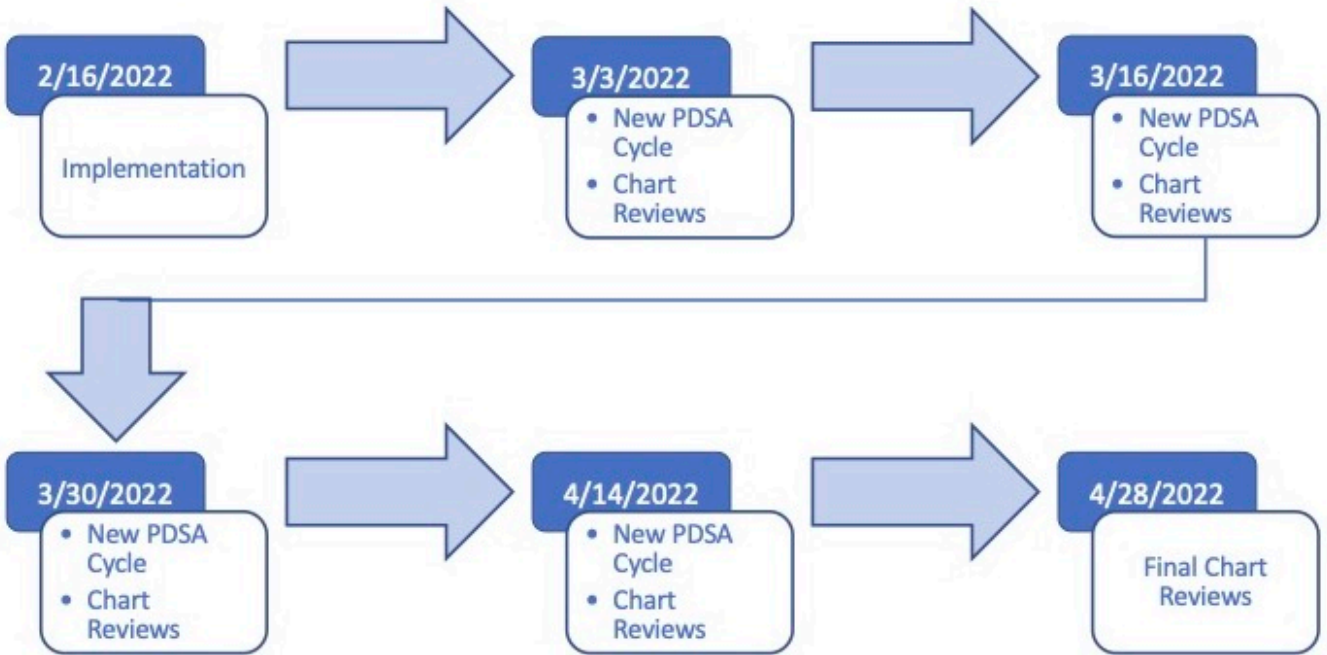 2/16/2022
Implementation
3/3/2022
• New PDSA
Cycle
• Chart
Reviews
3/16/2022
• New PDSA
Cycle
• Chart
Reviews
3/30/2022
• New PDSA
Cycle
• Chart
Reviews
4/14/2022
• New PDSA
Cycle
• Chart
Reviews
4/28/2022
Final Chart
Reviews